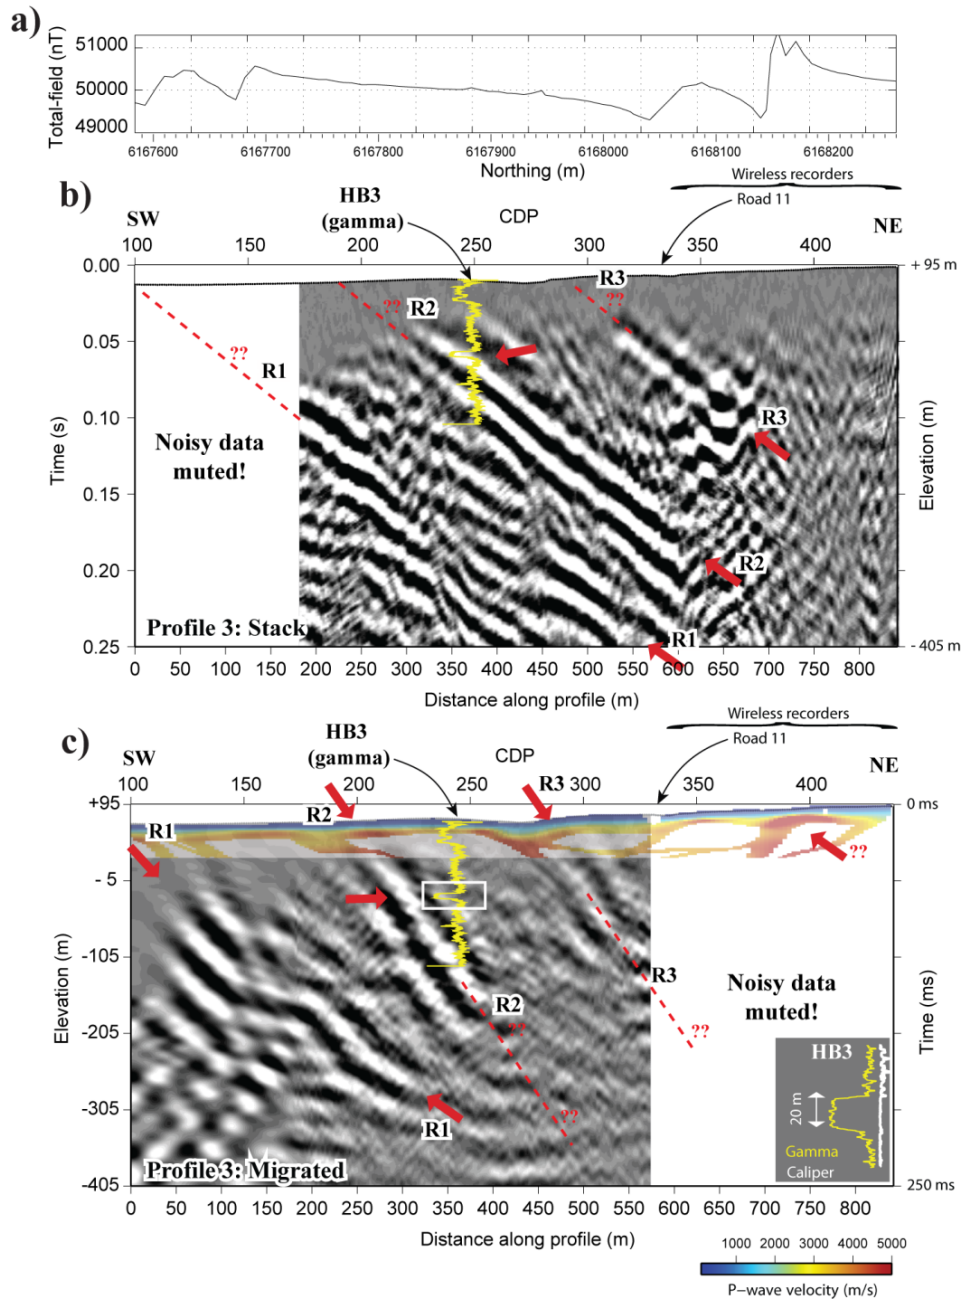 a)
Total-field (nT)
51000
50000
49000
6167600 6167700 6167800 6167900 6168000 6168100 6168200
Northing (m)
Wireless recorders
b)
HB3
(gamma)
CDP
Road 11
SW
NE
100 150 200 250 300 350 400
0.00
0.05
0.10
0.15
0.20
0.25
Time (s)
+ 95 m
Elevation (m)
- 405 m
R3
??
??
R2
??
R1
Noisy data
muted!
R3
R2
R1
Profile 3: Stack
0 50 100 150 200 250 300 350 400 450 500 550 600 650 700 750 800
Distance along profile (m)
Wireless recorders
c)
HB3
(gamma)
CDP
Road 11
SW
NE
100 150 200 250 300 350 400
+95
- 5
-105
-205
-305
-405
Elevation (m)
0 ms
Time (ms)
250 ms
R3
R2
R1
??
R3
R2
??
??
Noisy data
muted!
??
R1
HB3
20 m
Gamma
Caliper
Profile 3: Migrated
0 50 100 150 200 250 300 350 400 450 500 550 600 650 700 750 800
Distance along profile (m)
1000 2000 3000 4000 5000
P-wave velocity (m/s)